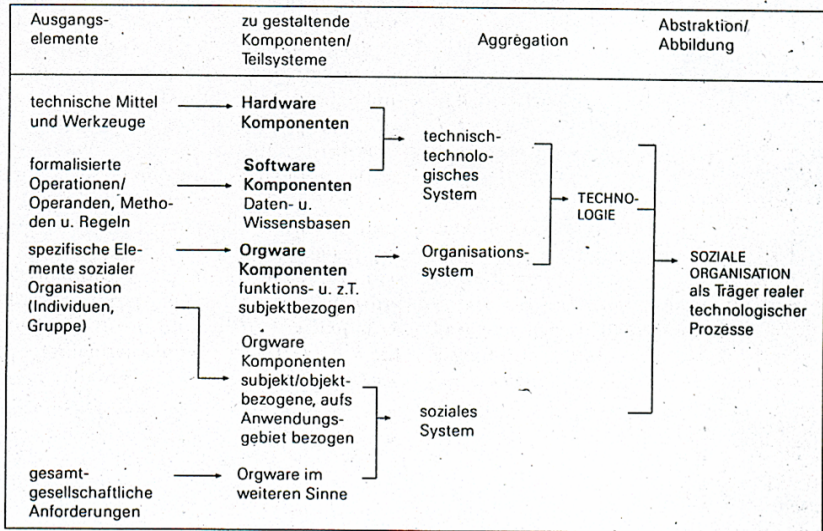 Ausgangs-
elemente
zu gestaltende
Komponenten/
Teilsysteme
Aggregation
Abstraktion/
Abbildung
technische Mittel
und Werkzeuge
Hardware
Komponenten
technisch-
technolo-
gisches
System
formalisierte
Operationen/
Operanden, Metho-
den u. Regeln
Software
Komponenten
Daten- u.
Wissensbasen
TECHNO-
LOGIE
spezifische Ele-
mente sozialer
Organisation
(Individuen,
Gruppe)
Orgware
Komponenten
funktions- u. z.T.
subjektbezogen
Organisations-
system
SOZIALE
ORGANISATION
als Träger realer
technologischer
Prozesse
Orgware
Komponenten
subjekt/objekt-
bezogene, aufs
Anwendungs-
gebiet bezogen
soziales
System
gesamt-
gesellschaftliche
Anforderungen
Orgware im
weiteren Sinne